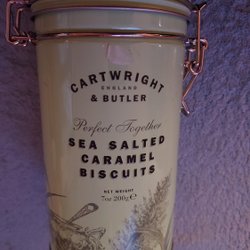 CARTWRIGHT
ENGLAND
& BUTLER
Perfect Together
SEA SALTED
CARAMEL
BISCUITS
NET WEIGHT
7oz 200g ℮